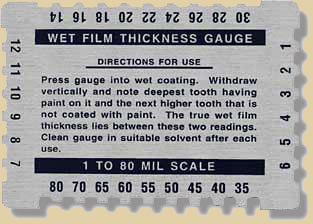 14 16 18 20 22 24 26 28 30
WET FILM THICKNESS GAUGE
DIRECTIONS FOR USE
Press gauge into wet coating. Withdraw
vertically and note deepest tooth having
paint on it and the next higher tooth that is
not coated with paint. The true wet film
thickness lies between these two readings.
Clean gauge in suitable solvent after each
use.
1 TO 80 MIL SCALE
12
11
10
9
8
7
1
2
3
4
5
6
80 70 65 60 55 50 45 40 35